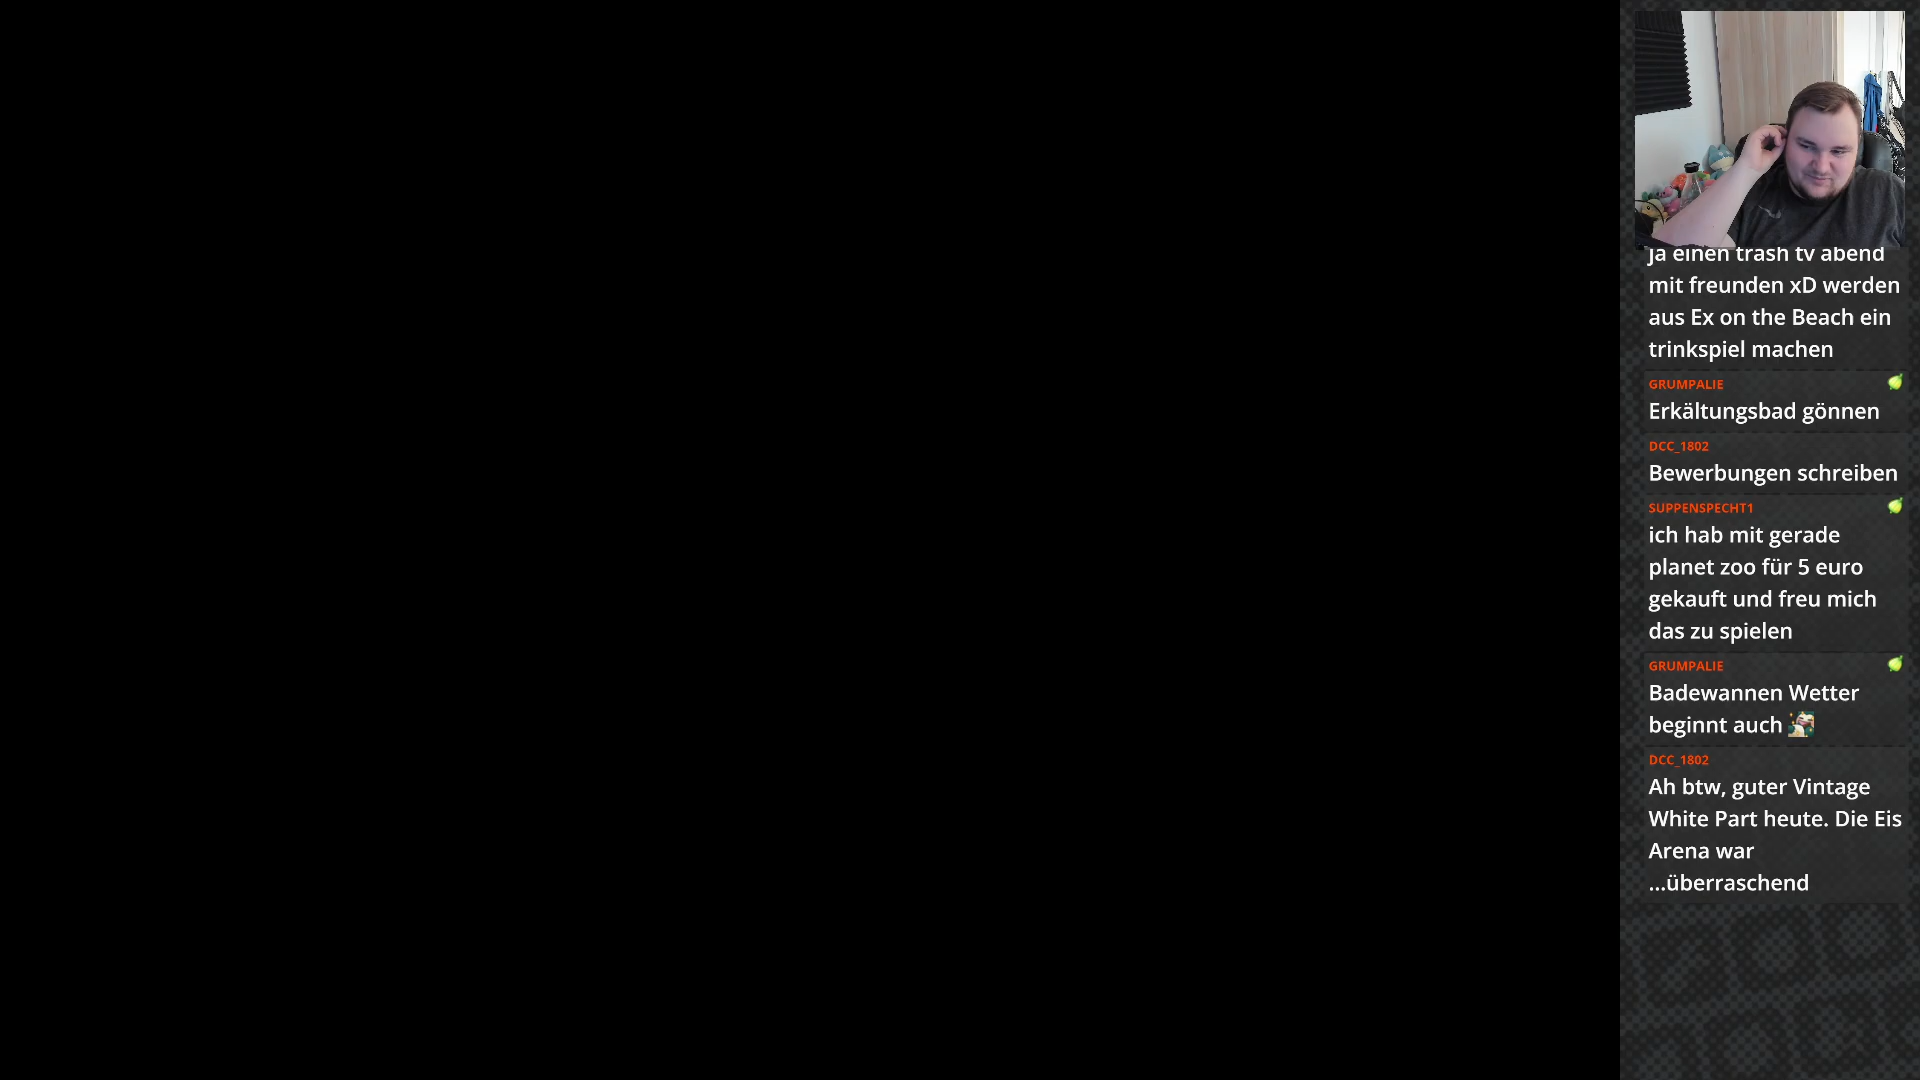 ja einen trash tv abend
mit freunden xD werden
aus Ex on the Beach ein
trinkspiel machen
GRUMPALIE
Erkältungsbad gönnen
DCC_1802
Bewerbungen schreiben
SUPPENSPECHT1
ich hab mit gerade
planet zoo für 5 euro
gekauft und freu mich
das zu spielen
GRUMPALIE
Badewannen Wetter
beginnt auch
DCC_1802
Ah btw, guter Vintage
White Part heute. Die Eis
Arena war
...überraschend